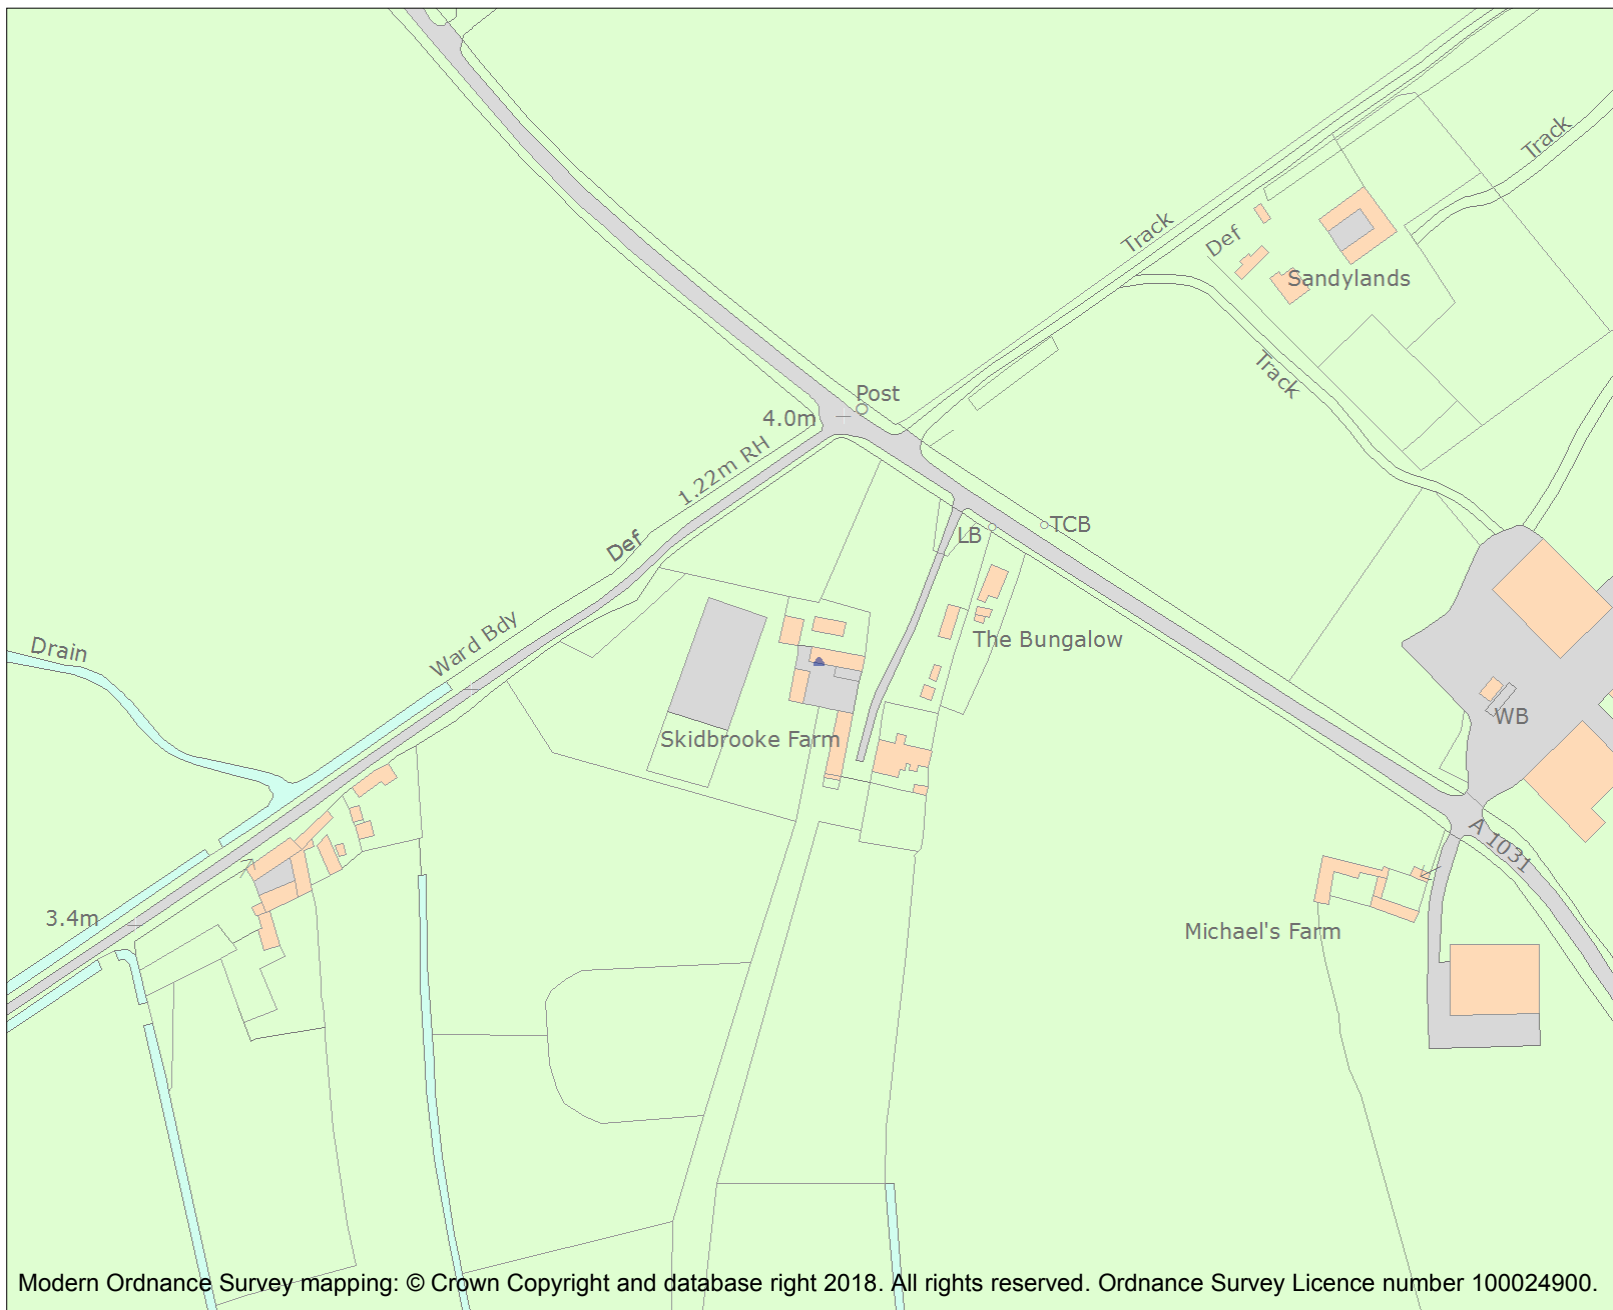 Track
Track
Def
Sandylands
Track
Post
4.0m
1.22m RH
TCB
LB
Def
Ward Bdy
Drain
The Bungalow
WB
Skidbrooke Farm
A 1031
3.4m
Michael's Farm
Modern Ordnance Survey mapping: © Crown Copyright and database right 2018. All rights reserved. Ordnance Survey Licence number 100024900.